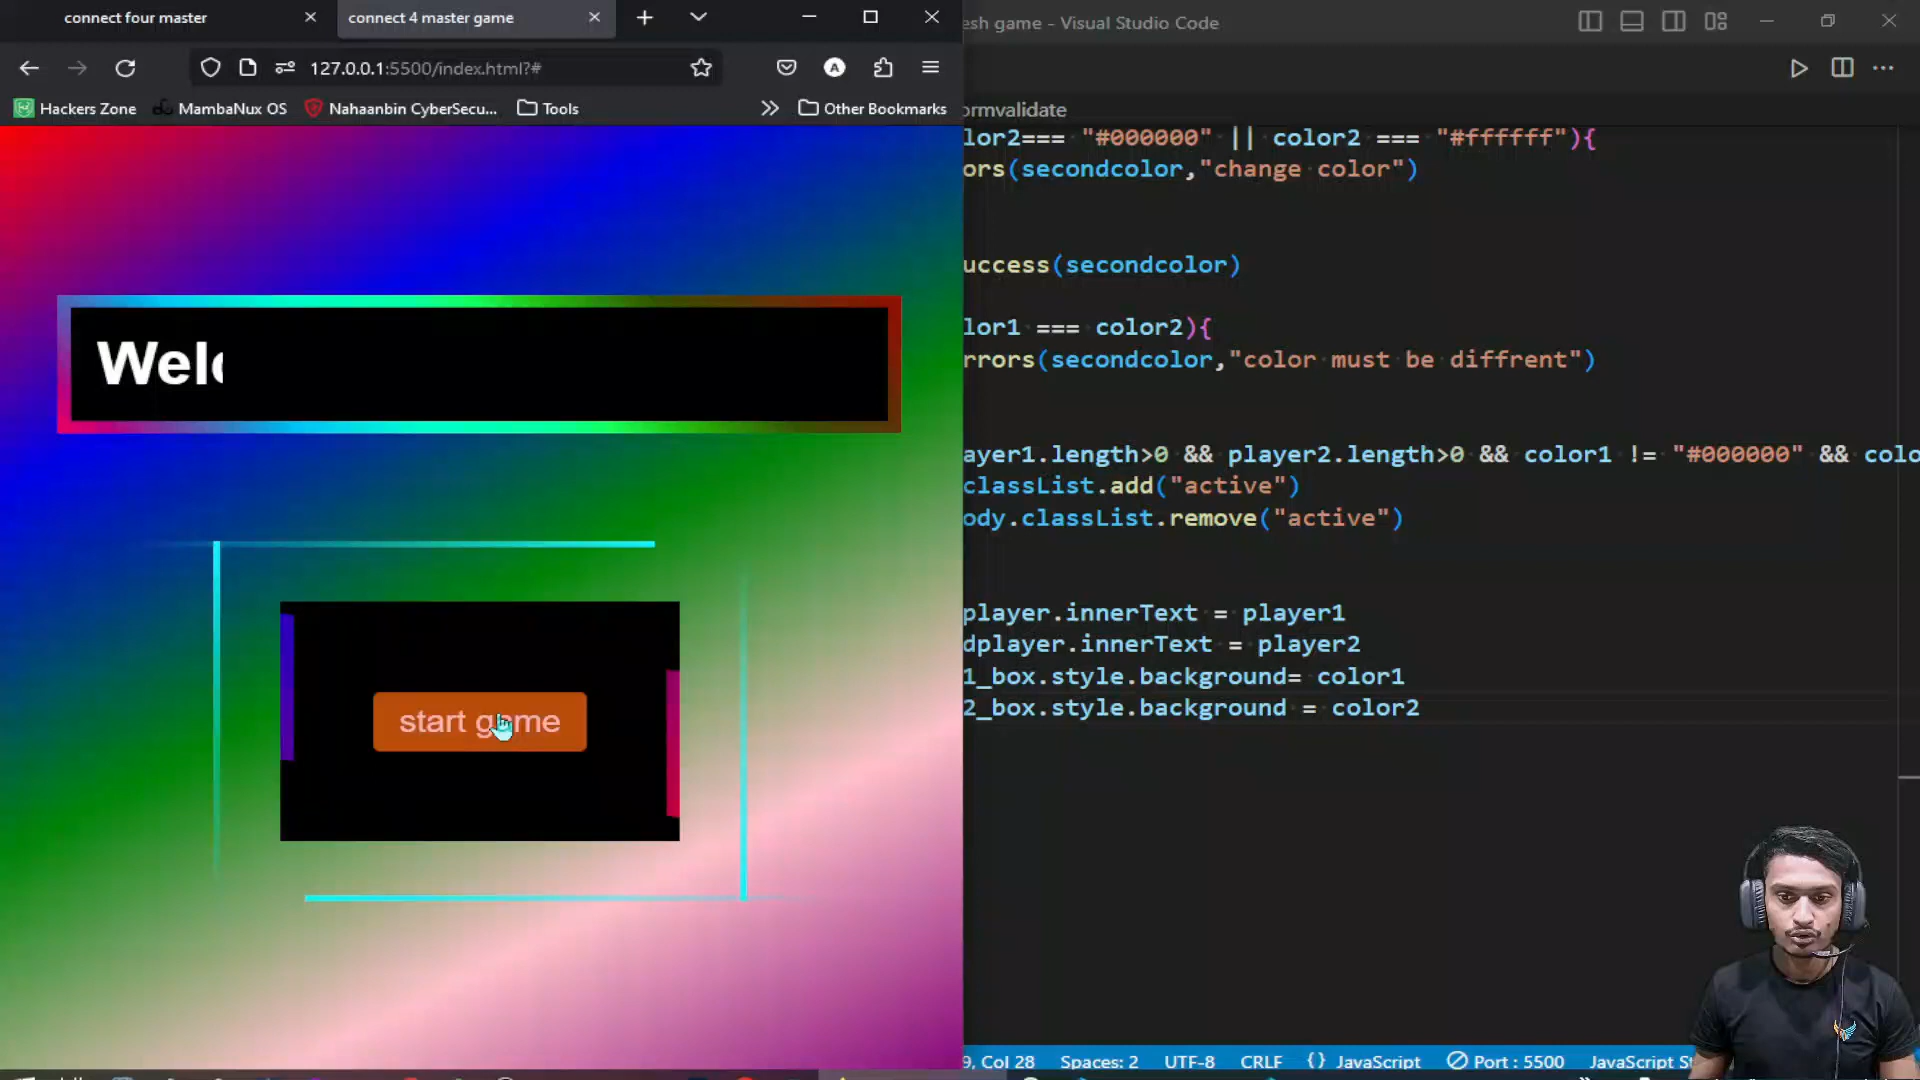 connect four master
connect 4 master game
esh game - Visual Studio Code
127.0.0.1:5500/index.html?#
Hackers Zone
MambaNux OS
Nahaanbin CyberSecu...
Tools
Other Bookmarks
ormvalidate
Welc
start game
lor2=== "#000000" || color2 === "#ffffff"){
ors(secondcolor,"change color")
uccess(secondcolor)
lor1 === color2){
rrors(secondcolor,"color must be diffrent")
ayer1.length>0 && player2.length>0 && color1 != "#000000" && colo
classList.add("active")
ody.classList.remove("active")
player.innerText = player1
dplayer.innerText = player2
1_box.style.background= color1
2_box.style.background = color2
9, Col 28
Spaces: 2
UTF-8
CRLF
{ } JavaScript
Port : 5500
JavaScript St